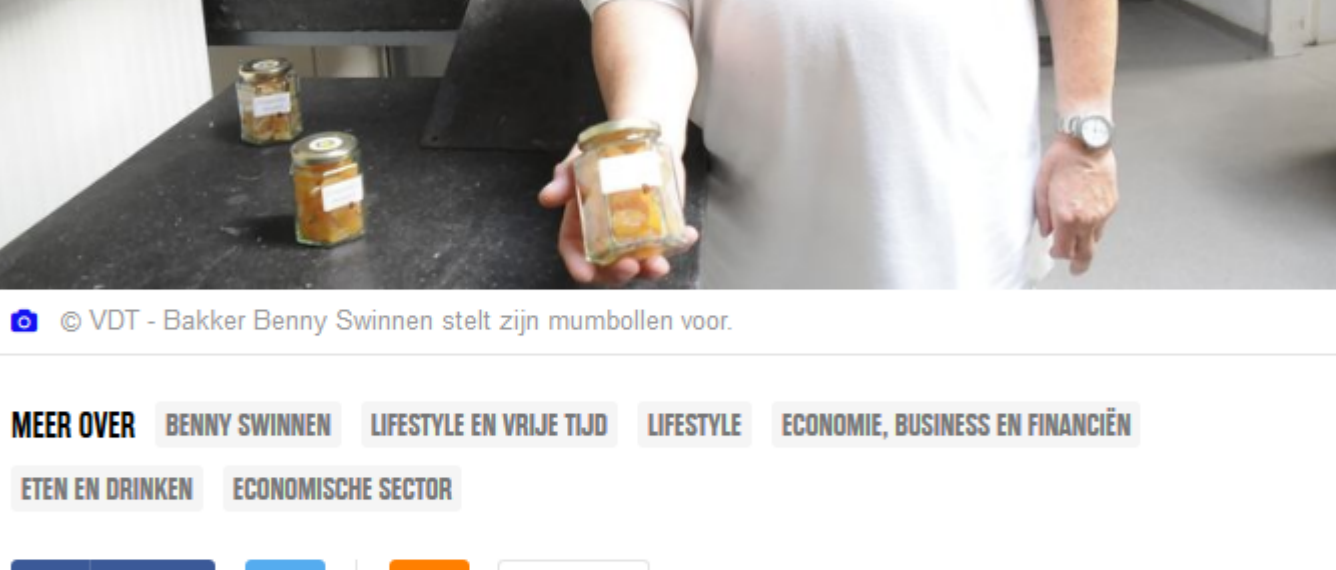 © VDT - Bakker Benny Swinnen stelt zijn mumbollen voor.
MEER OVER BENNY SWINNEN LIFESTYLE EN VRIJE TIJD LIFESTYLE ECONOMIE, BUSINESS EN FINANCIËN
ETEN EN DRINKEN ECONOMISCHE SECTOR